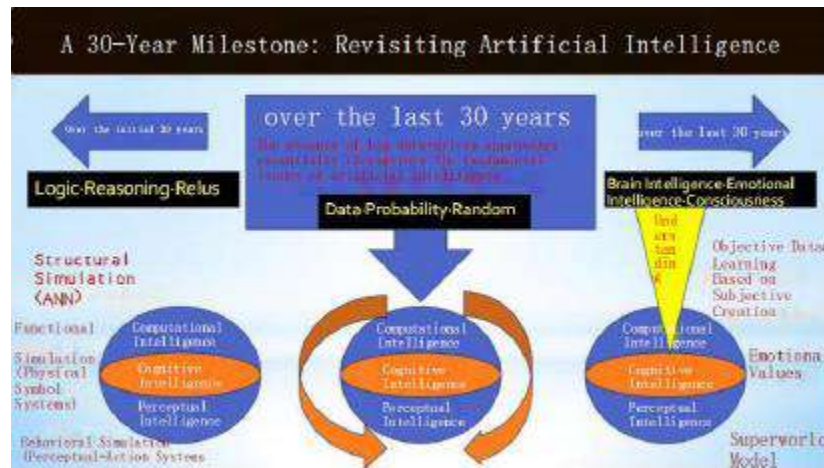 A 30-Year Milestone: Revisiting Artificial Intelligence
Over the initial 30 years
over the last 30 years
over the last 30 years
Logic·Reasoning·Relus
Data·Probability·Random
Brain Intelligence·Emotional
Intelligence·Consciousness
Und
ers
tan
din
g
Structural
Simulation
(ANN)
Functional
Simulation
(Physical
Symbol
Systems)
Behavioral Simulation
(Perceptual-Action Systems
Computational
Intelligence
Cognitive
Intelligence
Perceptual
Intelligence
Computational
Intelligence
Cognitive
Intelligence
Perceptual
Intelligence
Computational
Intelligence
Cognitive
Intelligence
Perceptual
Intelligence
Objective Data
Learning
Based on
Subjective
Creation
Emotiona
Values
Superworld
Model